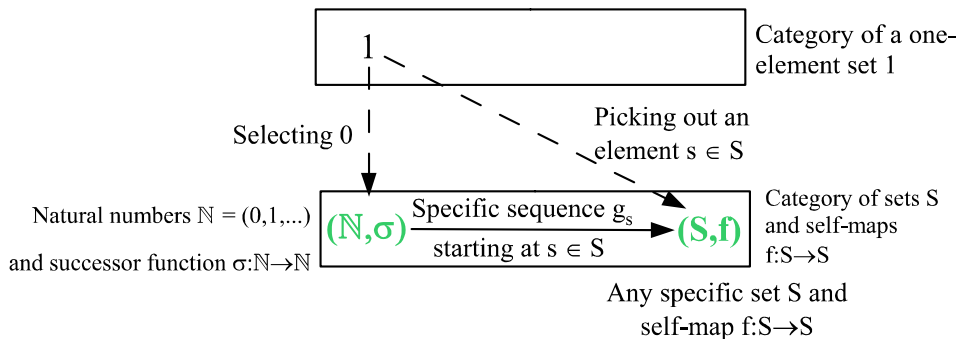 1
Category of a one-
element set 1
Selecting 0
Picking out an
element s ∈ S
Natural numbers ℕ = (0,1,...)
and successor function σ:ℕ→ℕ
(ℕ,σ)
Specific sequence gₛ
starting at s ∈ S
(S,f)
Category of sets S
and self-maps
f:S→S
Any specific set S and
self-map f:S→S